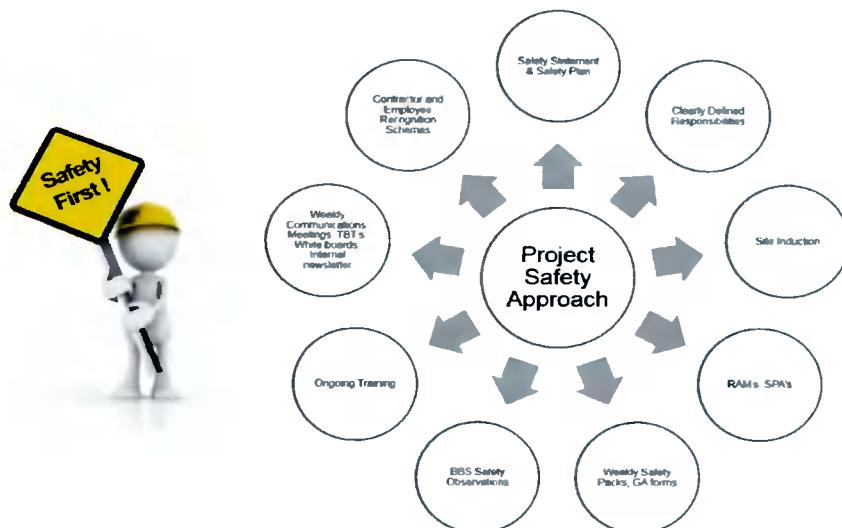 Safety
First !
Project
Safety
Approach
Safety Statement
& Safety Plan
Clearly Defined
Responsibilities
Site Induction
RAM's SPA's
Weekly Safety
Packs, GA forms
BBS Safety
Observations
Ongoing Training
Weekly
Communications
Meetings TBT's
White boards
Internal
newsletter
Contractor and
Employee
Recognition
Schemes